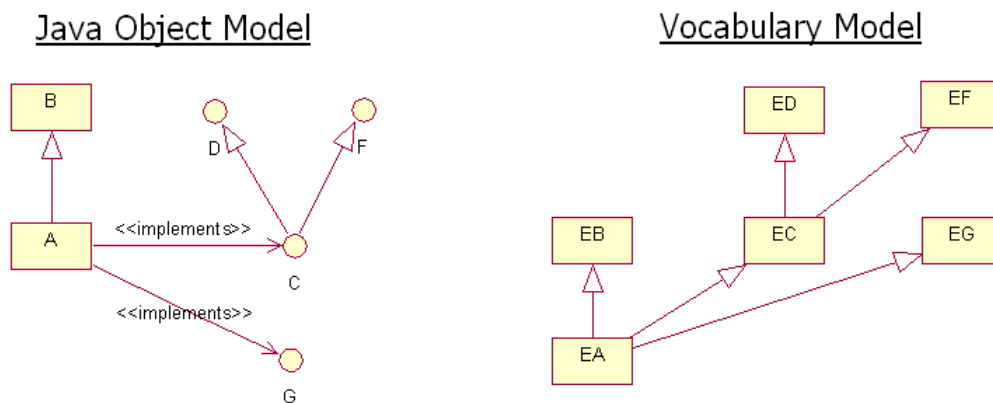 Java Object Model
Vocabulary Model
B
D
F
ED
EF
A
<<implements>>
C
<<implements>>
G
EB
EC
EG
EA